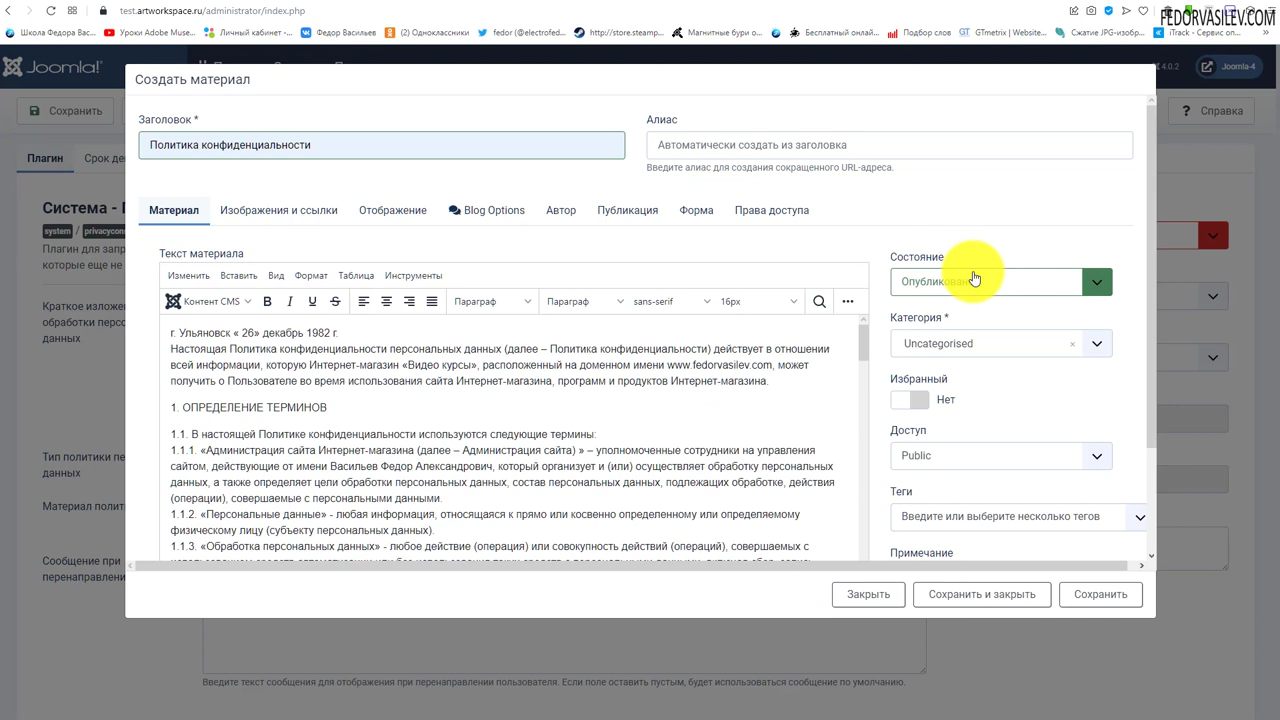 test.artworkspace.ru/administrator/index.php
FEDORVASILEV.COM
Школа Федора Ва...
Уроки Adobe Muse...
Личный кабинет -...
Федор Васильев
(2) Одноклассники
fedor (@electrofed...
http://store.steamp...
Магнитные бури о...
Бесплатный онлай...
Подбор слов
GTmetrix | Website...
Сжатие JPG-изобр...
iTrack - Сервис оп...
Joomla!
4.0.2
Joomla-4
Сохранить
Справка
Плагин
Срок де
Система - П
system / privacycons
Плагин для запр
которые еще не
Краткое изложен
обработки персо
данных
Тип политики пе
данных
Материал полит
Сообщение при
перенаправлени
Введите текст сообщения для отображения при перенаправлении пользователя. Если поле оставить пустым, будет использоваться сообщение по умолчанию.
Создать материал
Заголовок *
Политика конфиденциальности
Алиас
Автоматически создать из заголовка
Введите алиас для создания сокращенного URL-адреса.
Материал
Изображения и ссылки
Отображение
Blog Options
Автор
Публикация
Форма
Права доступа
Текст материала
Изменить
Вставить
Вид
Формат
Таблица
Инструменты
Контент CMS
B
I
U
S
Параграф
Параграф
sans-serif
16px
г. Ульяновск « 26» декабрь 1982 г.
Настоящая Политика конфиденциальности персональных данных (далее – Политика конфиденциальности) действует в отношении
всей информации, которую Интернет-магазин «Видео курсы», расположенный на доменном имени www.fedorvasilev.com, может
получить о Пользователе во время использования сайта Интернет-магазина, программ и продуктов Интернет-магазина.
1. ОПРЕДЕЛЕНИЕ ТЕРМИНОВ
1.1. В настоящей Политике конфиденциальности используются следующие термины:
1.1.1. «Администрация сайта Интернет-магазина (далее – Администрация сайта) » – уполномоченные сотрудники на управления
сайтом, действующие от имени Васильев Федор Александрович, который организует и (или) осуществляет обработку персональных
данных, а также определяет цели обработки персональных данных, состав персональных данных, подлежащих обработке, действия
(операции), совершаемые с персональными данными.
1.1.2. «Персональные данные» - любая информация, относящаяся к прямо или косвенно определенному или определяемому
физическому лицу (субъекту персональных данных).
1.1.3. «Обработка персональных данных» - любое действие (операция) или совокупность действий (операций), совершаемых с
Состояние
Опубликовано
Категория *
Uncategorised
Избранный
Нет
Доступ
Public
Теги
Введите или выберите несколько тегов
Примечание
Закрыть
Сохранить и закрыть
Сохранить